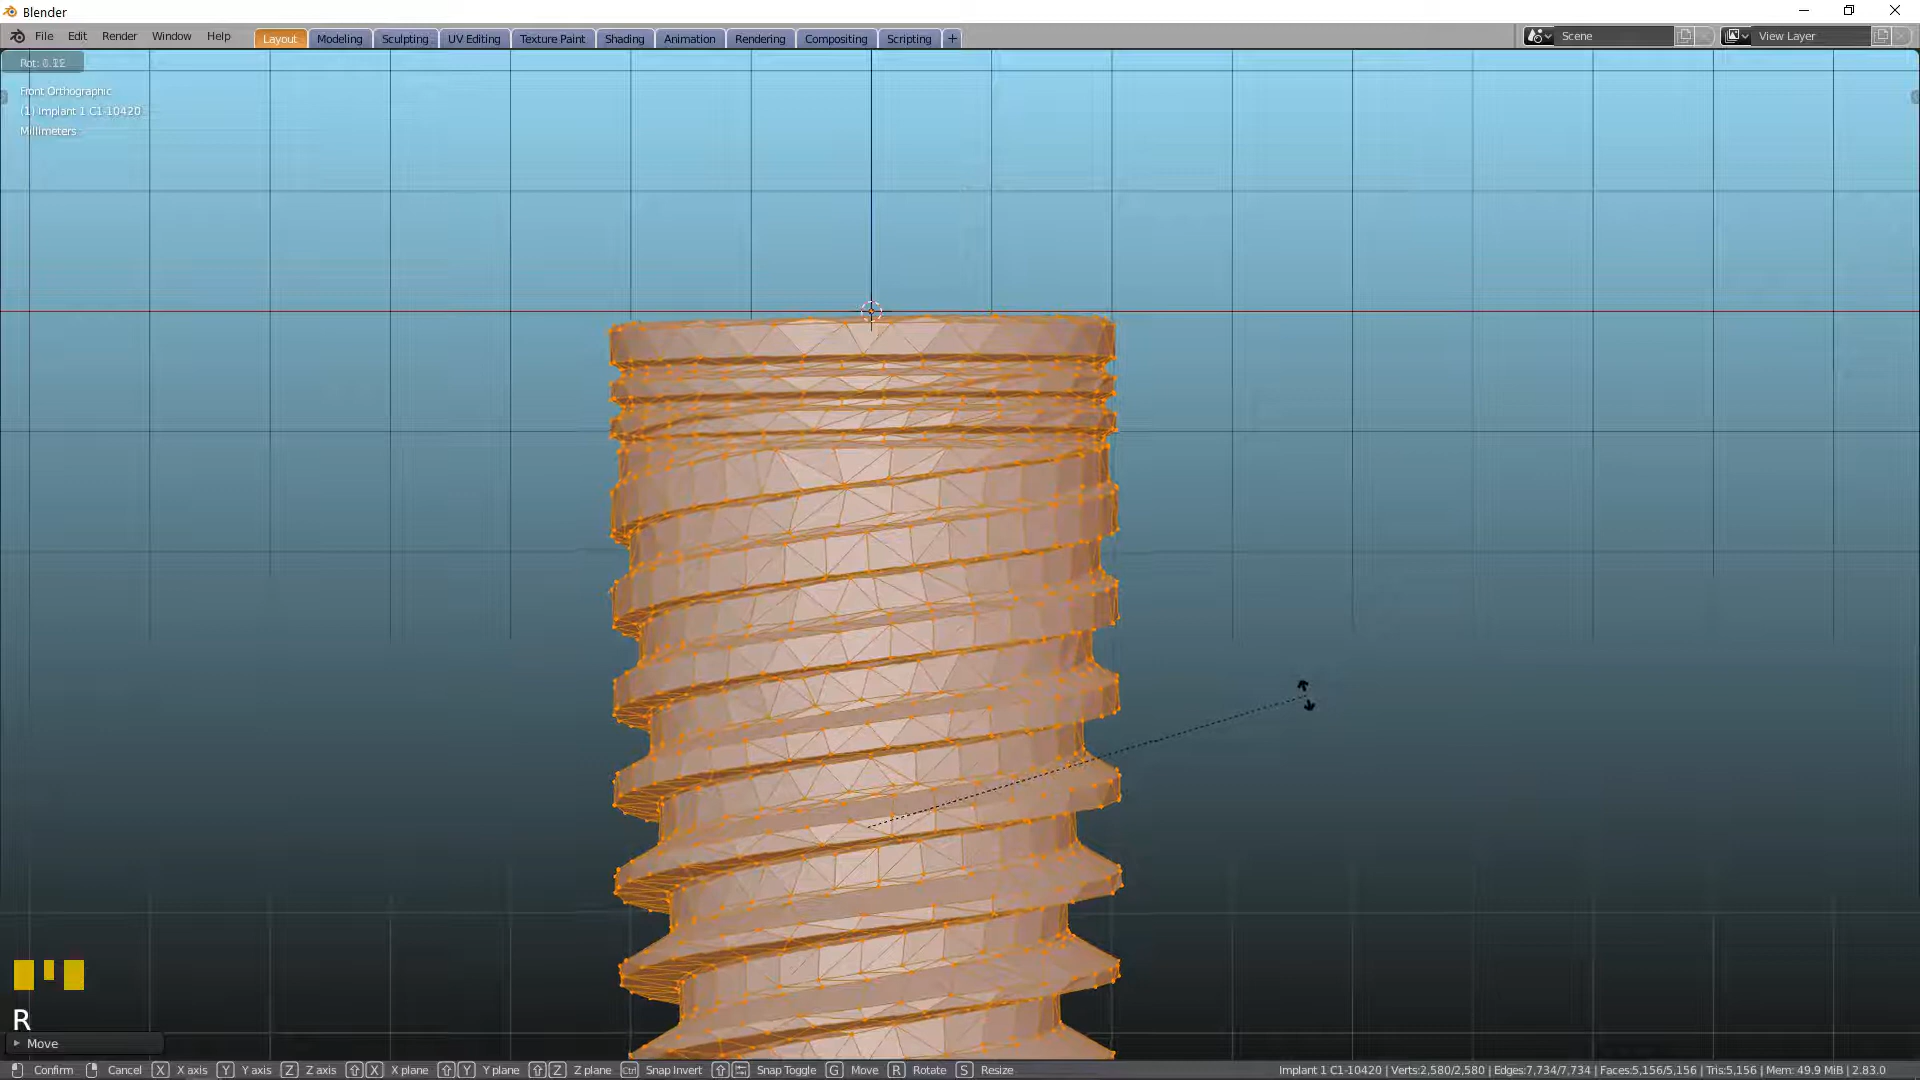 Blender
File Edit Render Window Help Layout Modeling Sculpting UV Editing Texture Paint Shading Animation Rendering Compositing Scripting + Scene View Layer
Rot:
Front Orthographic
(1) Implant 1 C1-10420
Millimeters
R
Move
Confirm Cancel X X axis Y Y axis Z Z axis X X plane Y Y plane Z Z plane Ctrl Snap Invert Snap Toggle G Move R Rotate S Resize Implant 1 C1-10420 | Verts:2,580/2,580 | Edges:7,734/7,734 | Faces:5,156/5,156 | Tris:5,156 | Mem: 49.9 MiB | 2.83.0